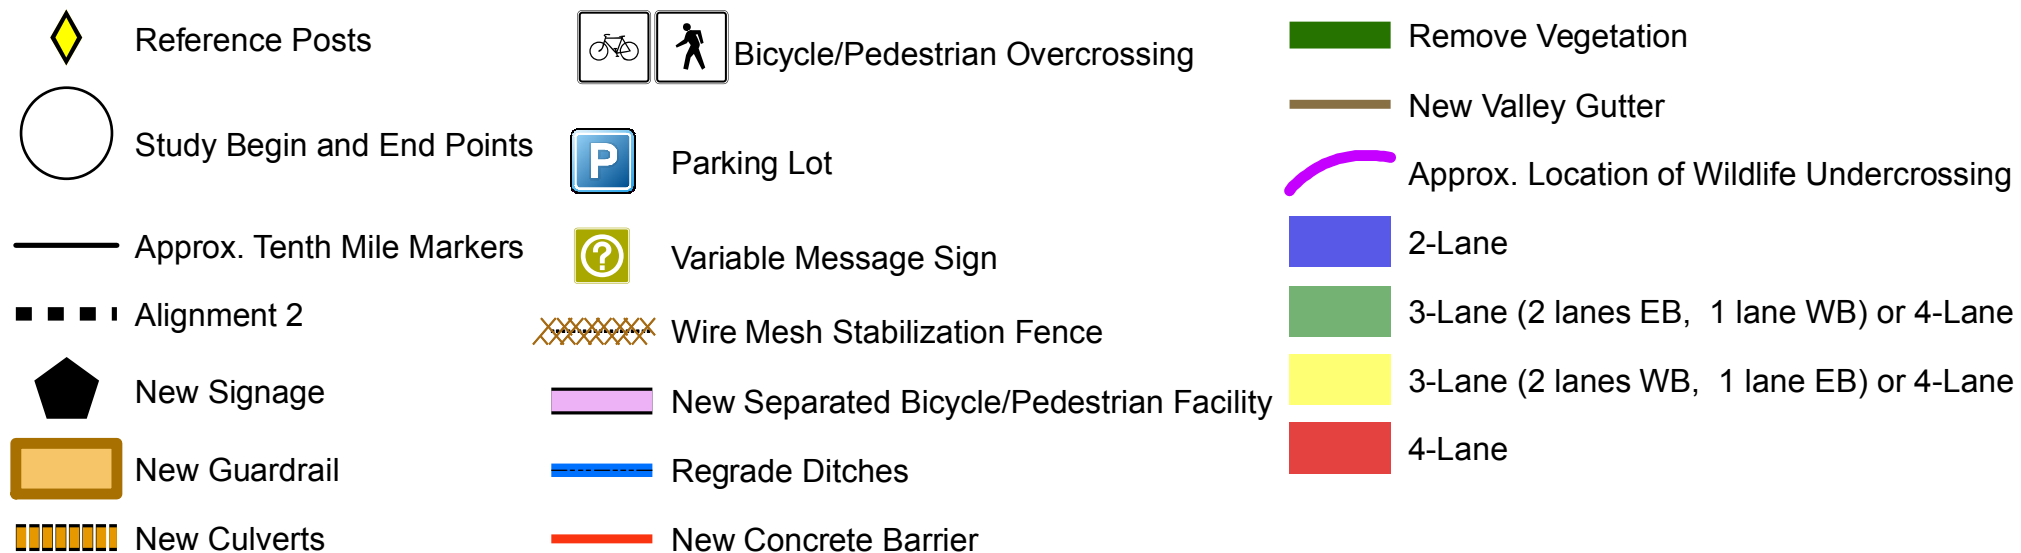 Reference Posts
Study Begin and End Points
Approx. Tenth Mile Markers
Alignment 2
New Signage
New Guardrail
New Culverts
Bicycle/Pedestrian Overcrossing
P
Parking Lot
?
Variable Message Sign
Wire Mesh Stabilization Fence
New Separated Bicycle/Pedestrian Facility
Regrade Ditches
New Concrete Barrier
Remove Vegetation
New Valley Gutter
Approx. Location of Wildlife Undercrossing
2-Lane
3-Lane (2 lanes EB,  1 lane WB) or 4-Lane
3-Lane (2 lanes WB,  1 lane EB) or 4-Lane
4-Lane